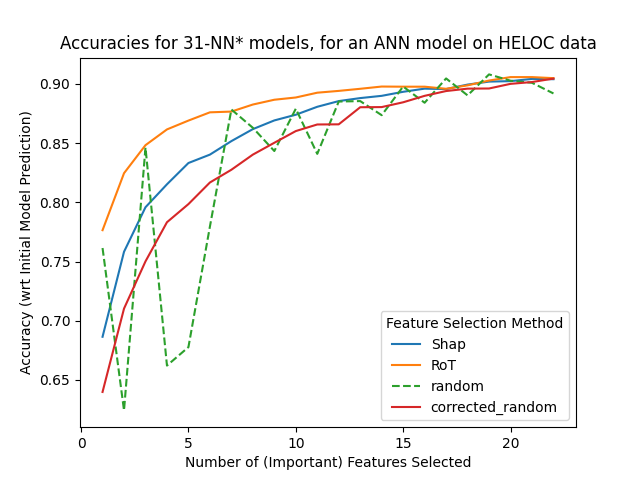 Accuracies for 31-NN* models, for an ANN model on HELOC data
Accuracy (wrt Initial Model Prediction)
0.90
0.85
0.80
0.75
0.70
0.65
Feature Selection Method
Shap
RoT
random
corrected_random
0 5 10 15 20
Number of (Important) Features Selected